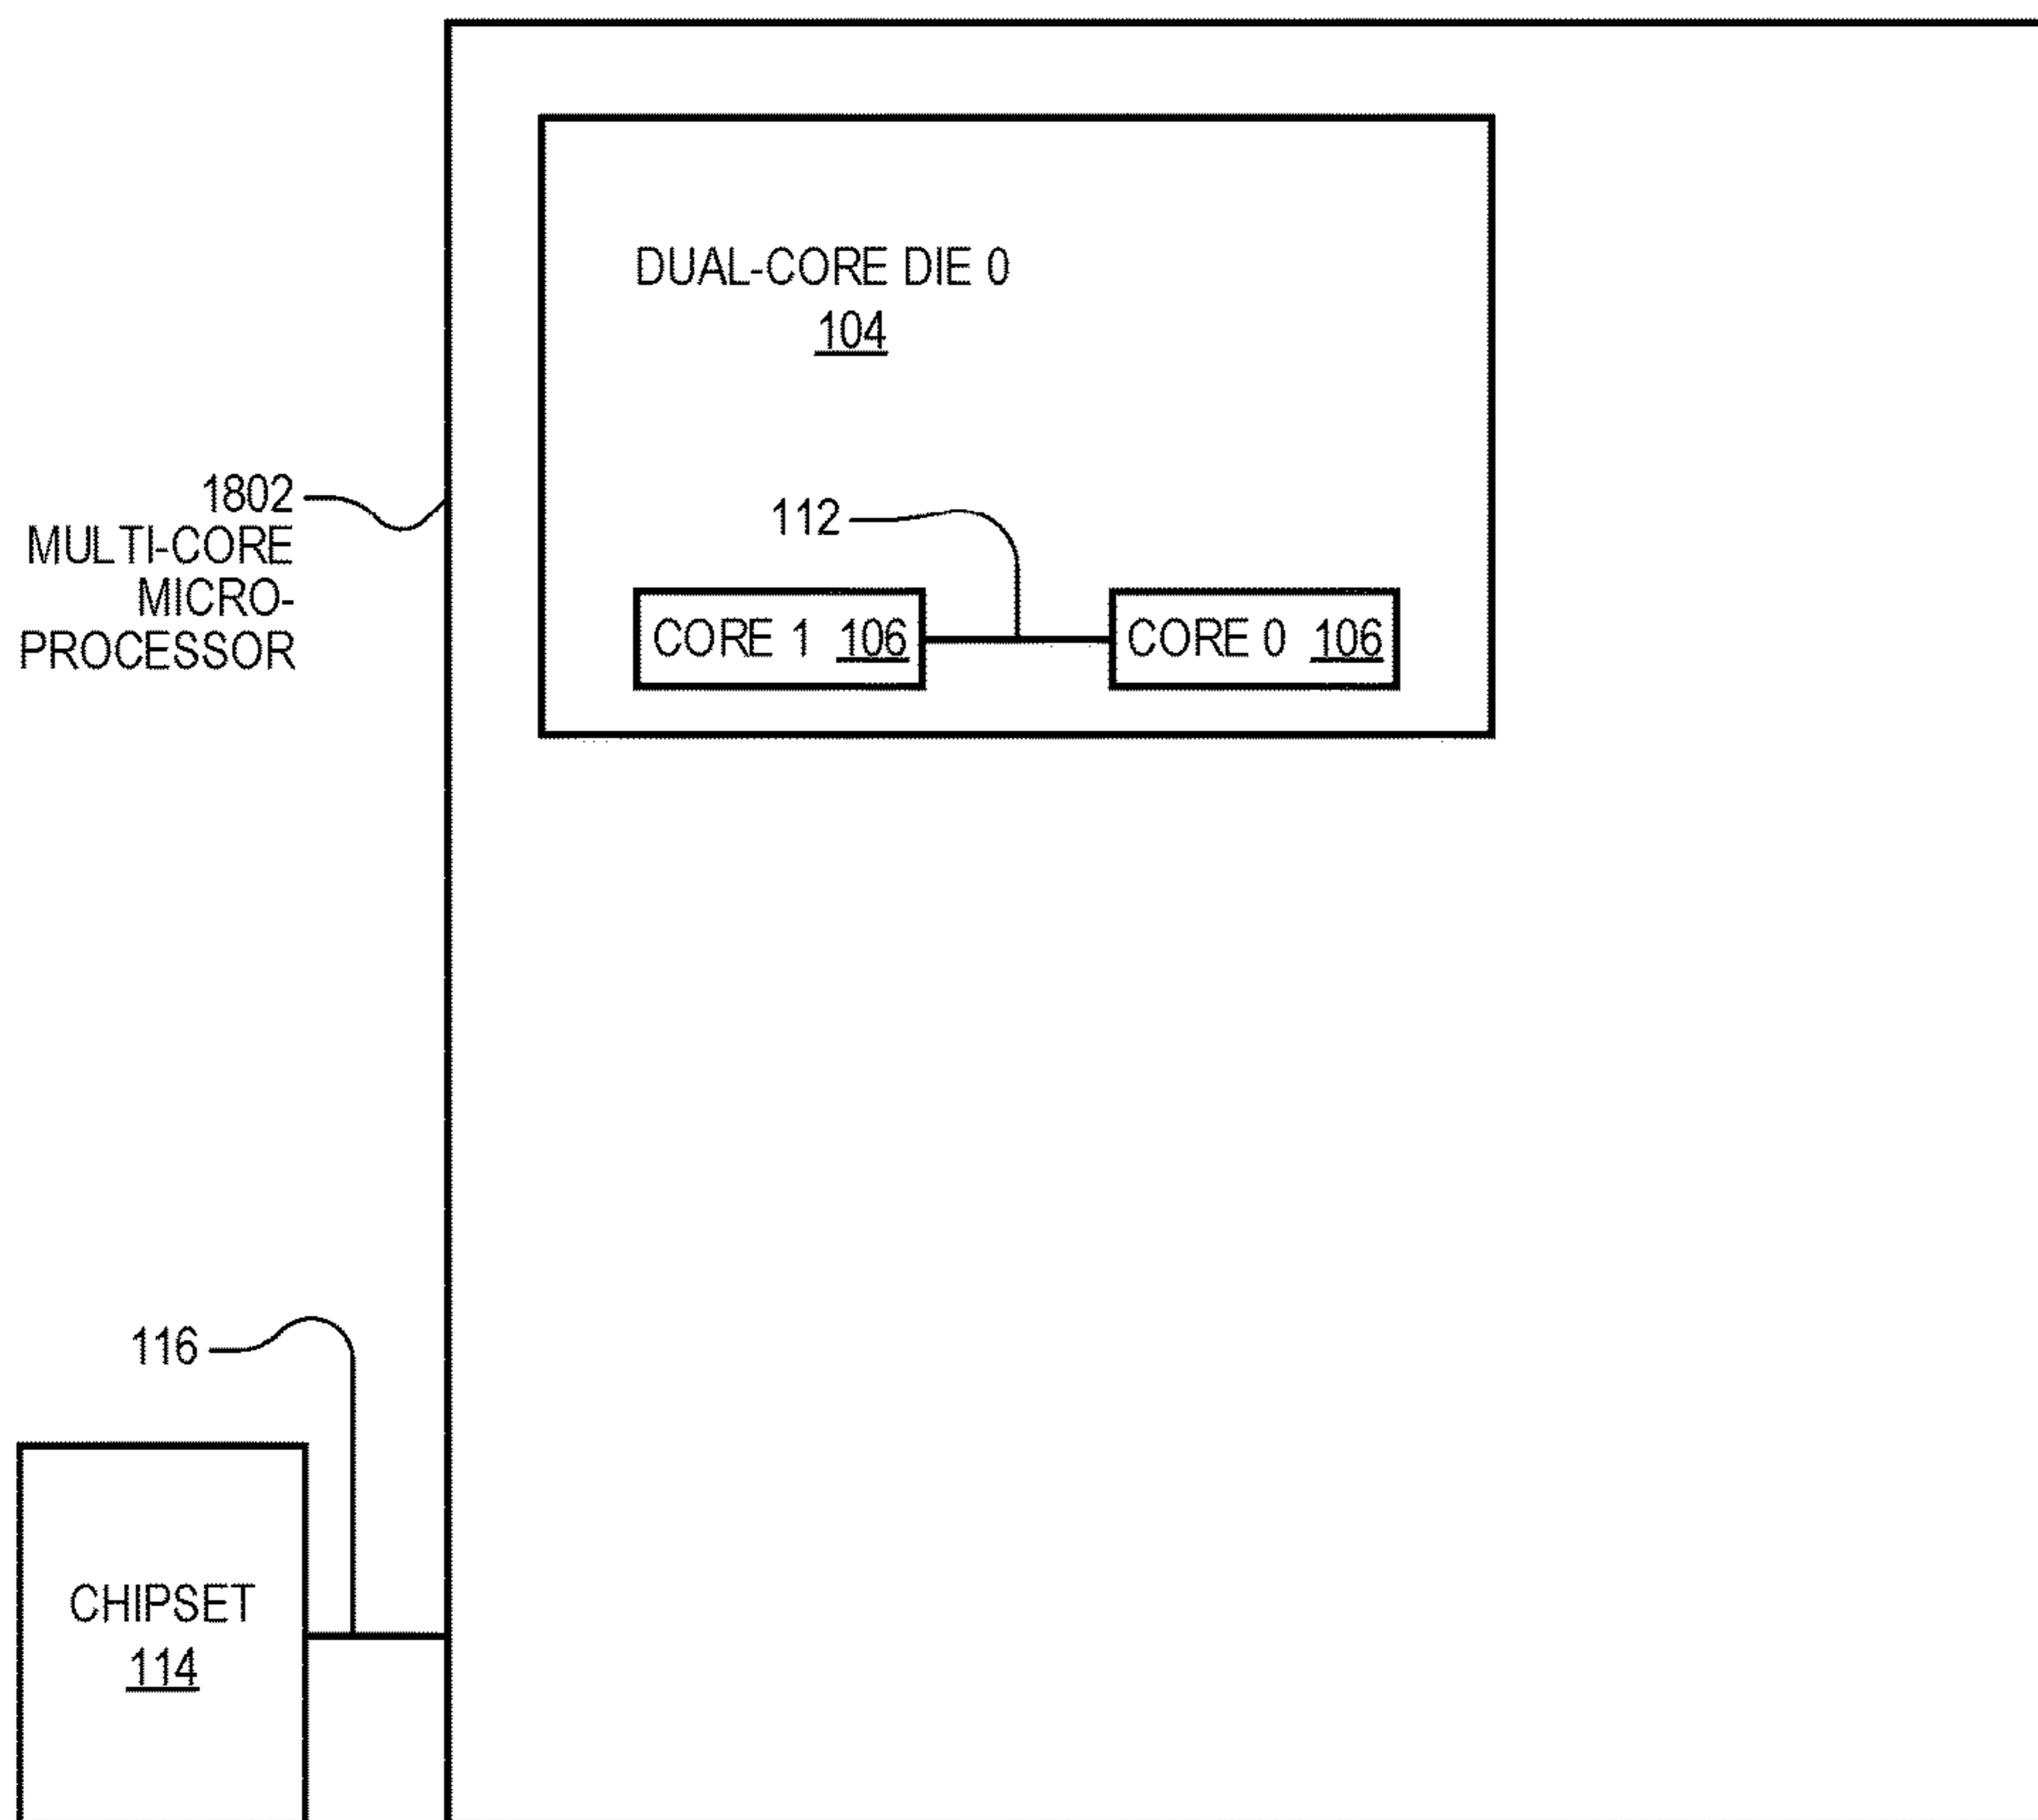 DUAL-CORE DIE 0
104
1802
MULTI-CORE
MICRO-
PROCESSOR
112
CORE 1 106
CORE 0 106
116
CHIPSET
114